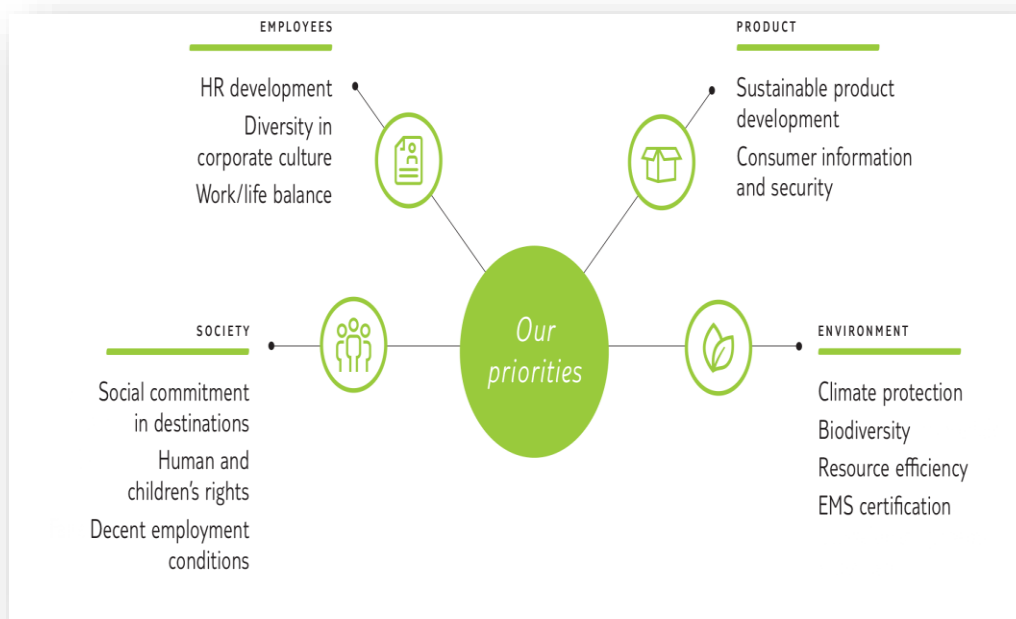 EMPLOYEES
HR development
Diversity in
corporate culture
Work/life balance
PRODUCT
Sustainable product
development
Consumer information
and security
Our
priorities
SOCIETY
Social commitment
in destinations
Human and
children's rights
Decent employment
conditions
ENVIRONMENT
Climate protection
Biodiversity
Resource efficiency
EMS certification